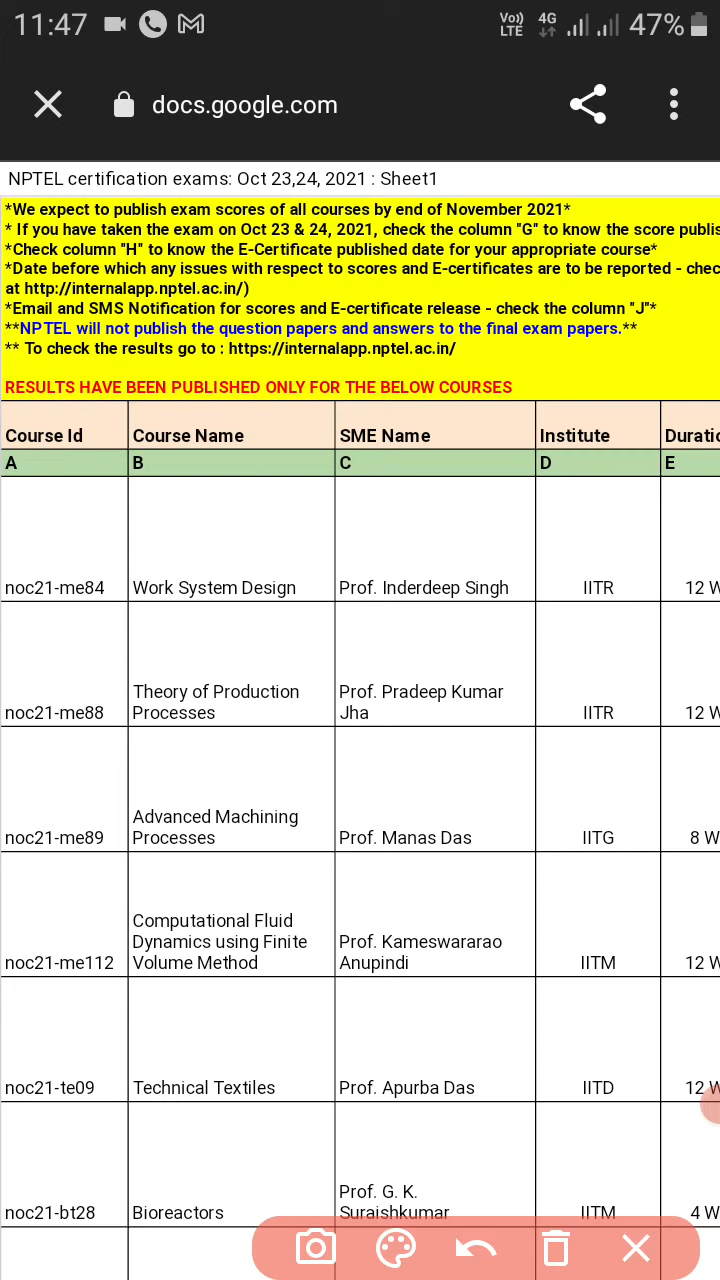 11:47
Vo)) LTE 4G 47%
docs.google.com
NPTEL certification exams: Oct 23,24, 2021 : Sheet1
*We expect to publish exam scores of all courses by end of November 2021*
* If you have taken the exam on Oct 23 & 24, 2021, check the column "G" to know the score publis
*Check column "H" to know the E-Certificate published date for your appropriate course*
*Date before which any issues with respect to scores and E-certificates are to be reported - chec
at http://internalapp.nptel.ac.in/)
*Email and SMS Notification for scores and E-certificate release - check the column "J"*
**NPTEL will not publish the question papers and answers to the final exam papers.**
** To check the results go to : https://internalapp.nptel.ac.in/
RESULTS HAVE BEEN PUBLISHED ONLY FOR THE BELOW COURSES
Course Id Course Name SME Name Institute Duratio
A B C D E
noc21-me84 Work System Design Prof. Inderdeep Singh IITR 12 W
Theory of Production Prof. Pradeep Kumar
noc21-me88 Processes Jha IITR 12 W
Advanced Machining
noc21-me89 Processes Prof. Manas Das IITG 8 W
Computational Fluid
Dynamics using Finite Prof. Kameswararao
noc21-me112 Volume Method Anupindi IITM 12 W
noc21-te09 Technical Textiles Prof. Apurba Das IITD 12 W
Prof. G. K.
noc21-bt28 Bioreactors Suraishkumar IITM 4 W